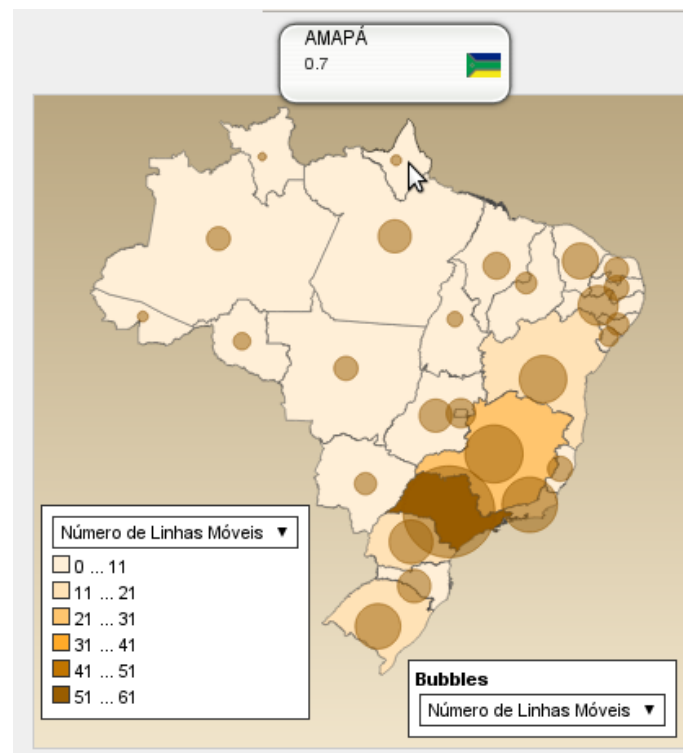 AMAPÁ
0.7
Número de Linhas Móveis ▼
0 ... 11
11 ... 21
21 ... 31
31 ... 41
41 ... 51
51 ... 61
Bubbles
Número de Linhas Móveis ▼